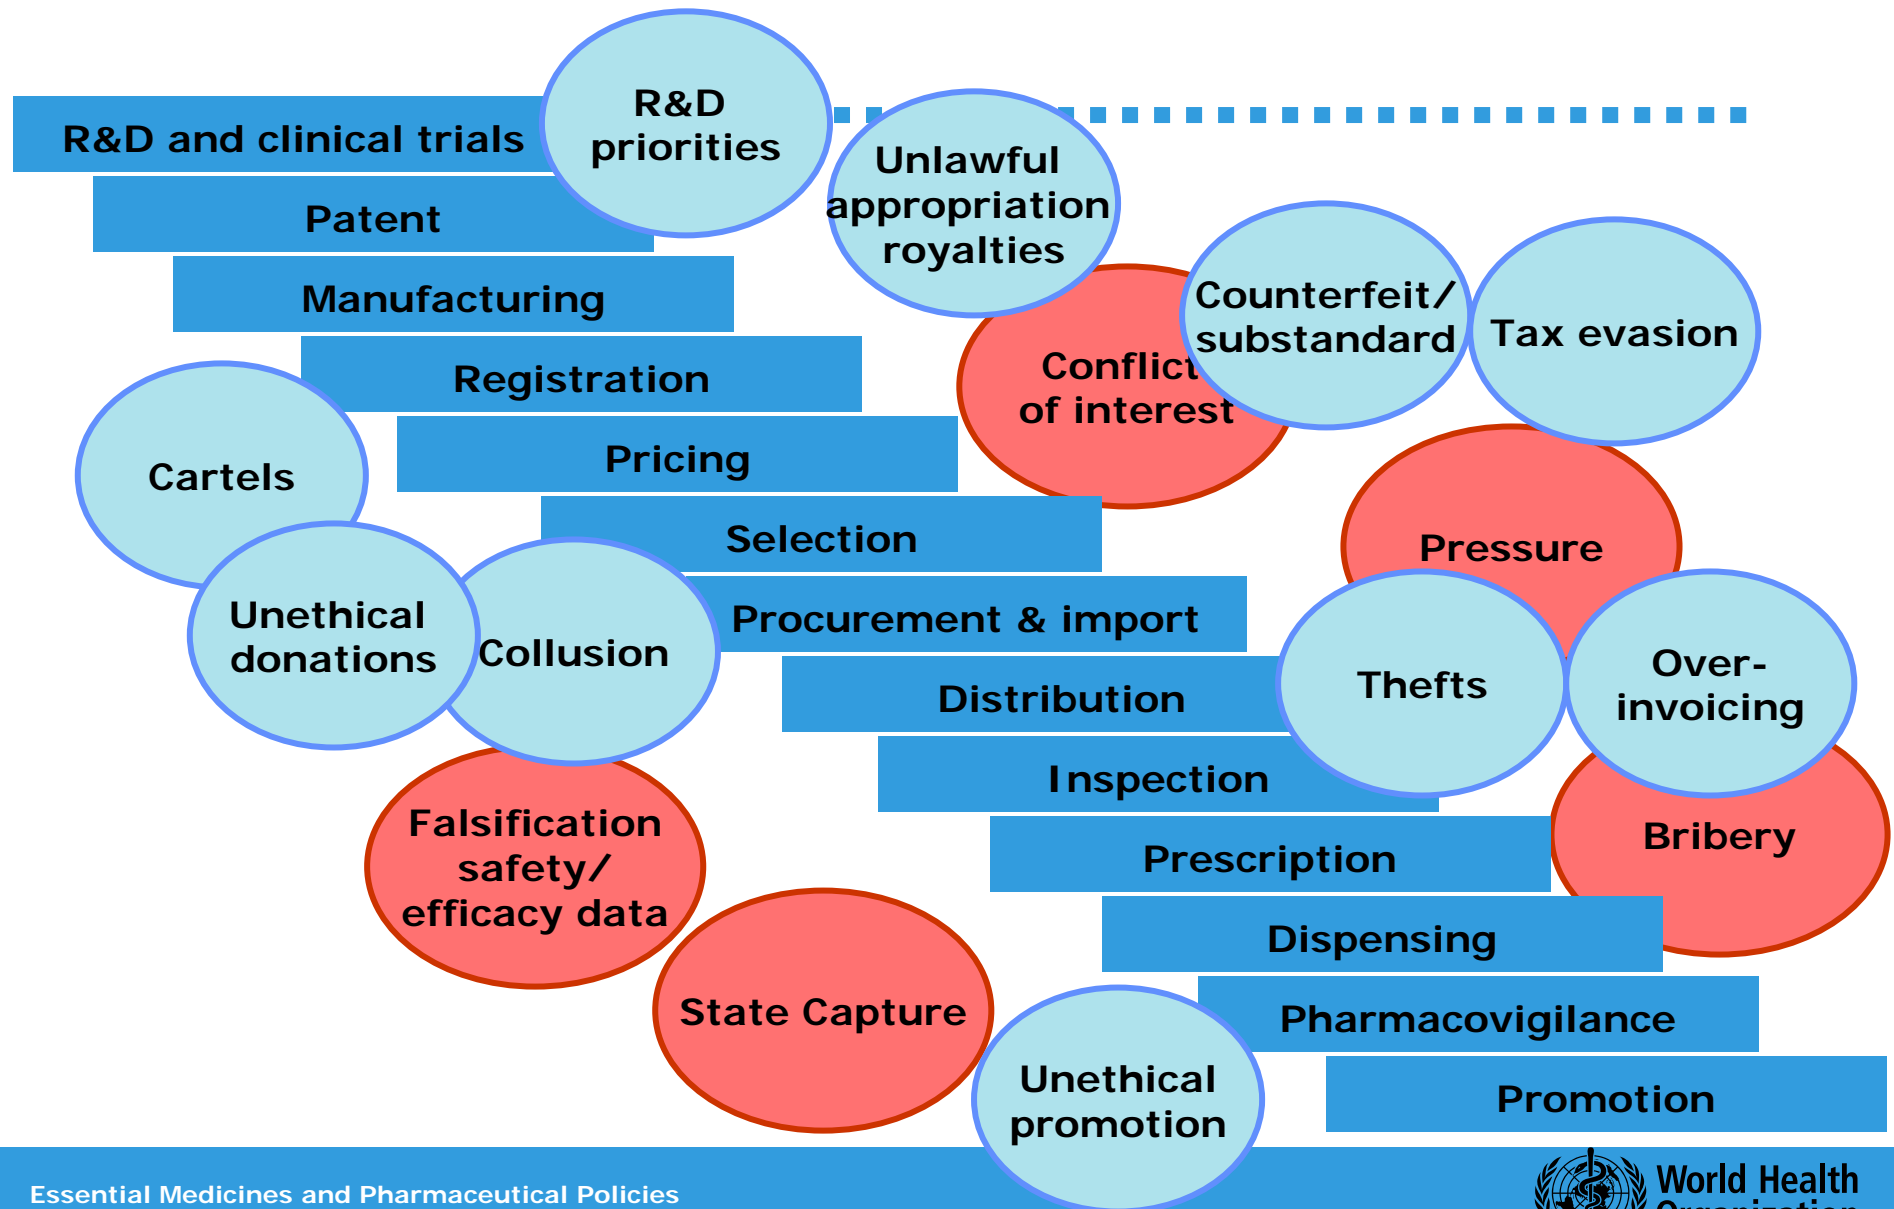 R&D and clinical trials
R&D
priorities
Patent
Unlawful
appropriation
royalties
Manufacturing
Counterfeit/
substandard
Tax evasion
Registration
Conflict
of interest
Cartels
Pricing
Selection
Pressure
Unethical
donations
Collusion
Procurement & import
Thefts
Over-
invoicing
Distribution
Inspection
Falsification
safety/
efficacy data
Prescription
Bribery
Dispensing
State Capture
Pharmacovigilance
Unethical
promotion
Promotion
Essential Medicines and Pharmaceutical Policies
World Health
Organization